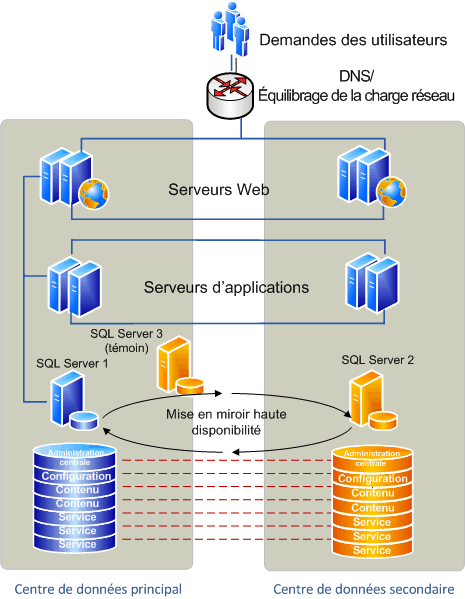 Demandes des utilisateurs
DNS/
Équilibrage de la charge réseau
Serveurs Web
Serveurs d'applications
SQL Server 3
(témoin)
SQL Server 1
SQL Server 2
Mise en miroir haute
disponibilité
Administration
centrale
Configuration
Contenu
Contenu
Service
Service
Service
Administration
centrale
Configuration
Contenu
Contenu
Service
Service
Service
Centre de données principal
Centre de données secondaire